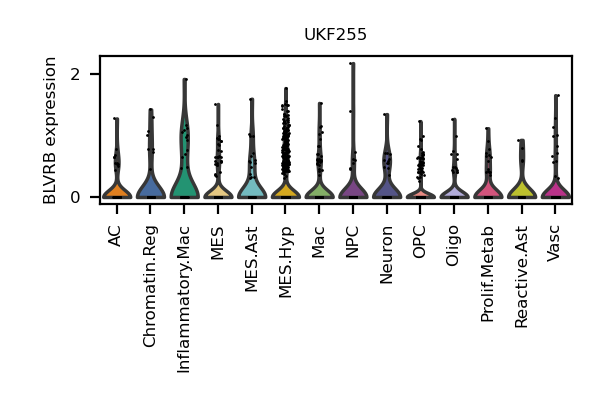 UKF255
BLVRB expression
2
0
AC
Chromatin.Reg
Inflammatory.Mac
MES
MES.Ast
MES.Hyp
Mac
NPC
Neuron
OPC
Oligo
Prolif.Metab
Reactive.Ast
Vasc